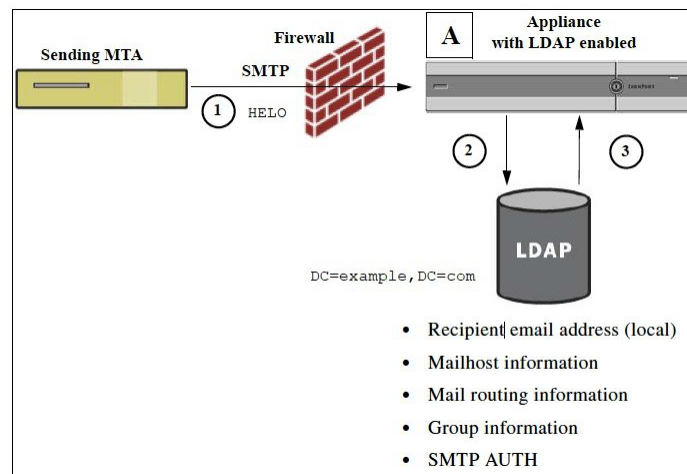 Sending MTA
Firewall
A
Appliance
with LDAP enabled
SMTP
1
HELO
IRONPORT
2
3
LDAP
DC=example,DC=com
• Recipient email address (local)
• Mailhost information
• Mail routing information
• Group information
• SMTP AUTH